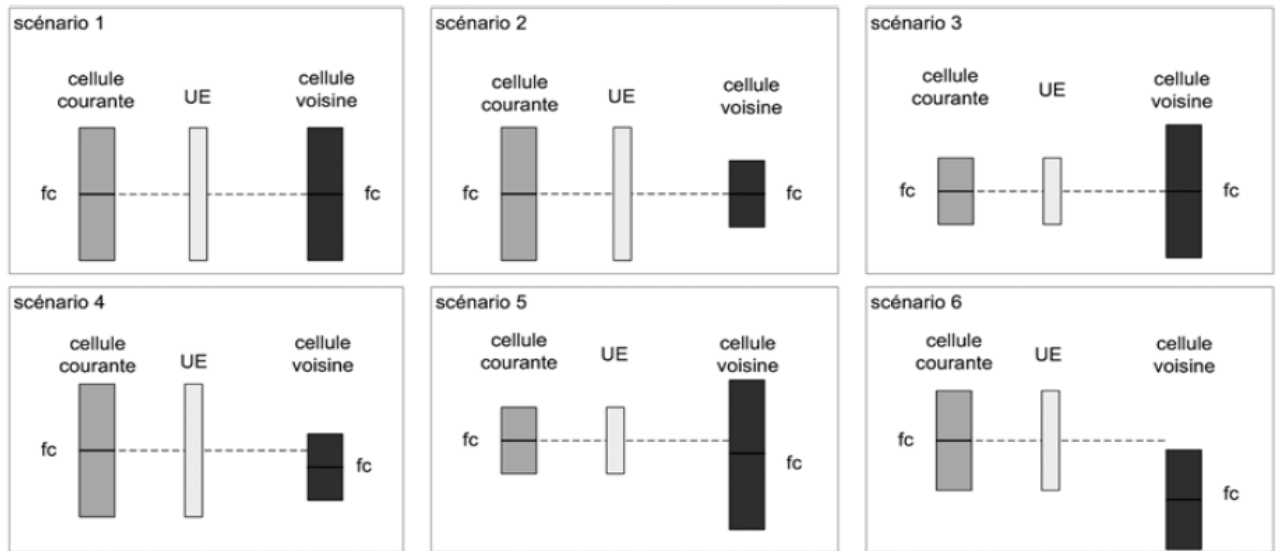 scénario 1
cellule
courante
UE
cellule
voisine
fc
fc
scénario 2
cellule
courante
UE
cellule
voisine
fc
fc
scénario 3
cellule
courante
UE
cellule
voisine
fc
fc
scénario 4
cellule
courante
UE
cellule
voisine
fc
fc
scénario 5
cellule
courante
UE
cellule
voisine
fc
fc
scénario 6
cellule
courante
UE
cellule
voisine
fc
fc